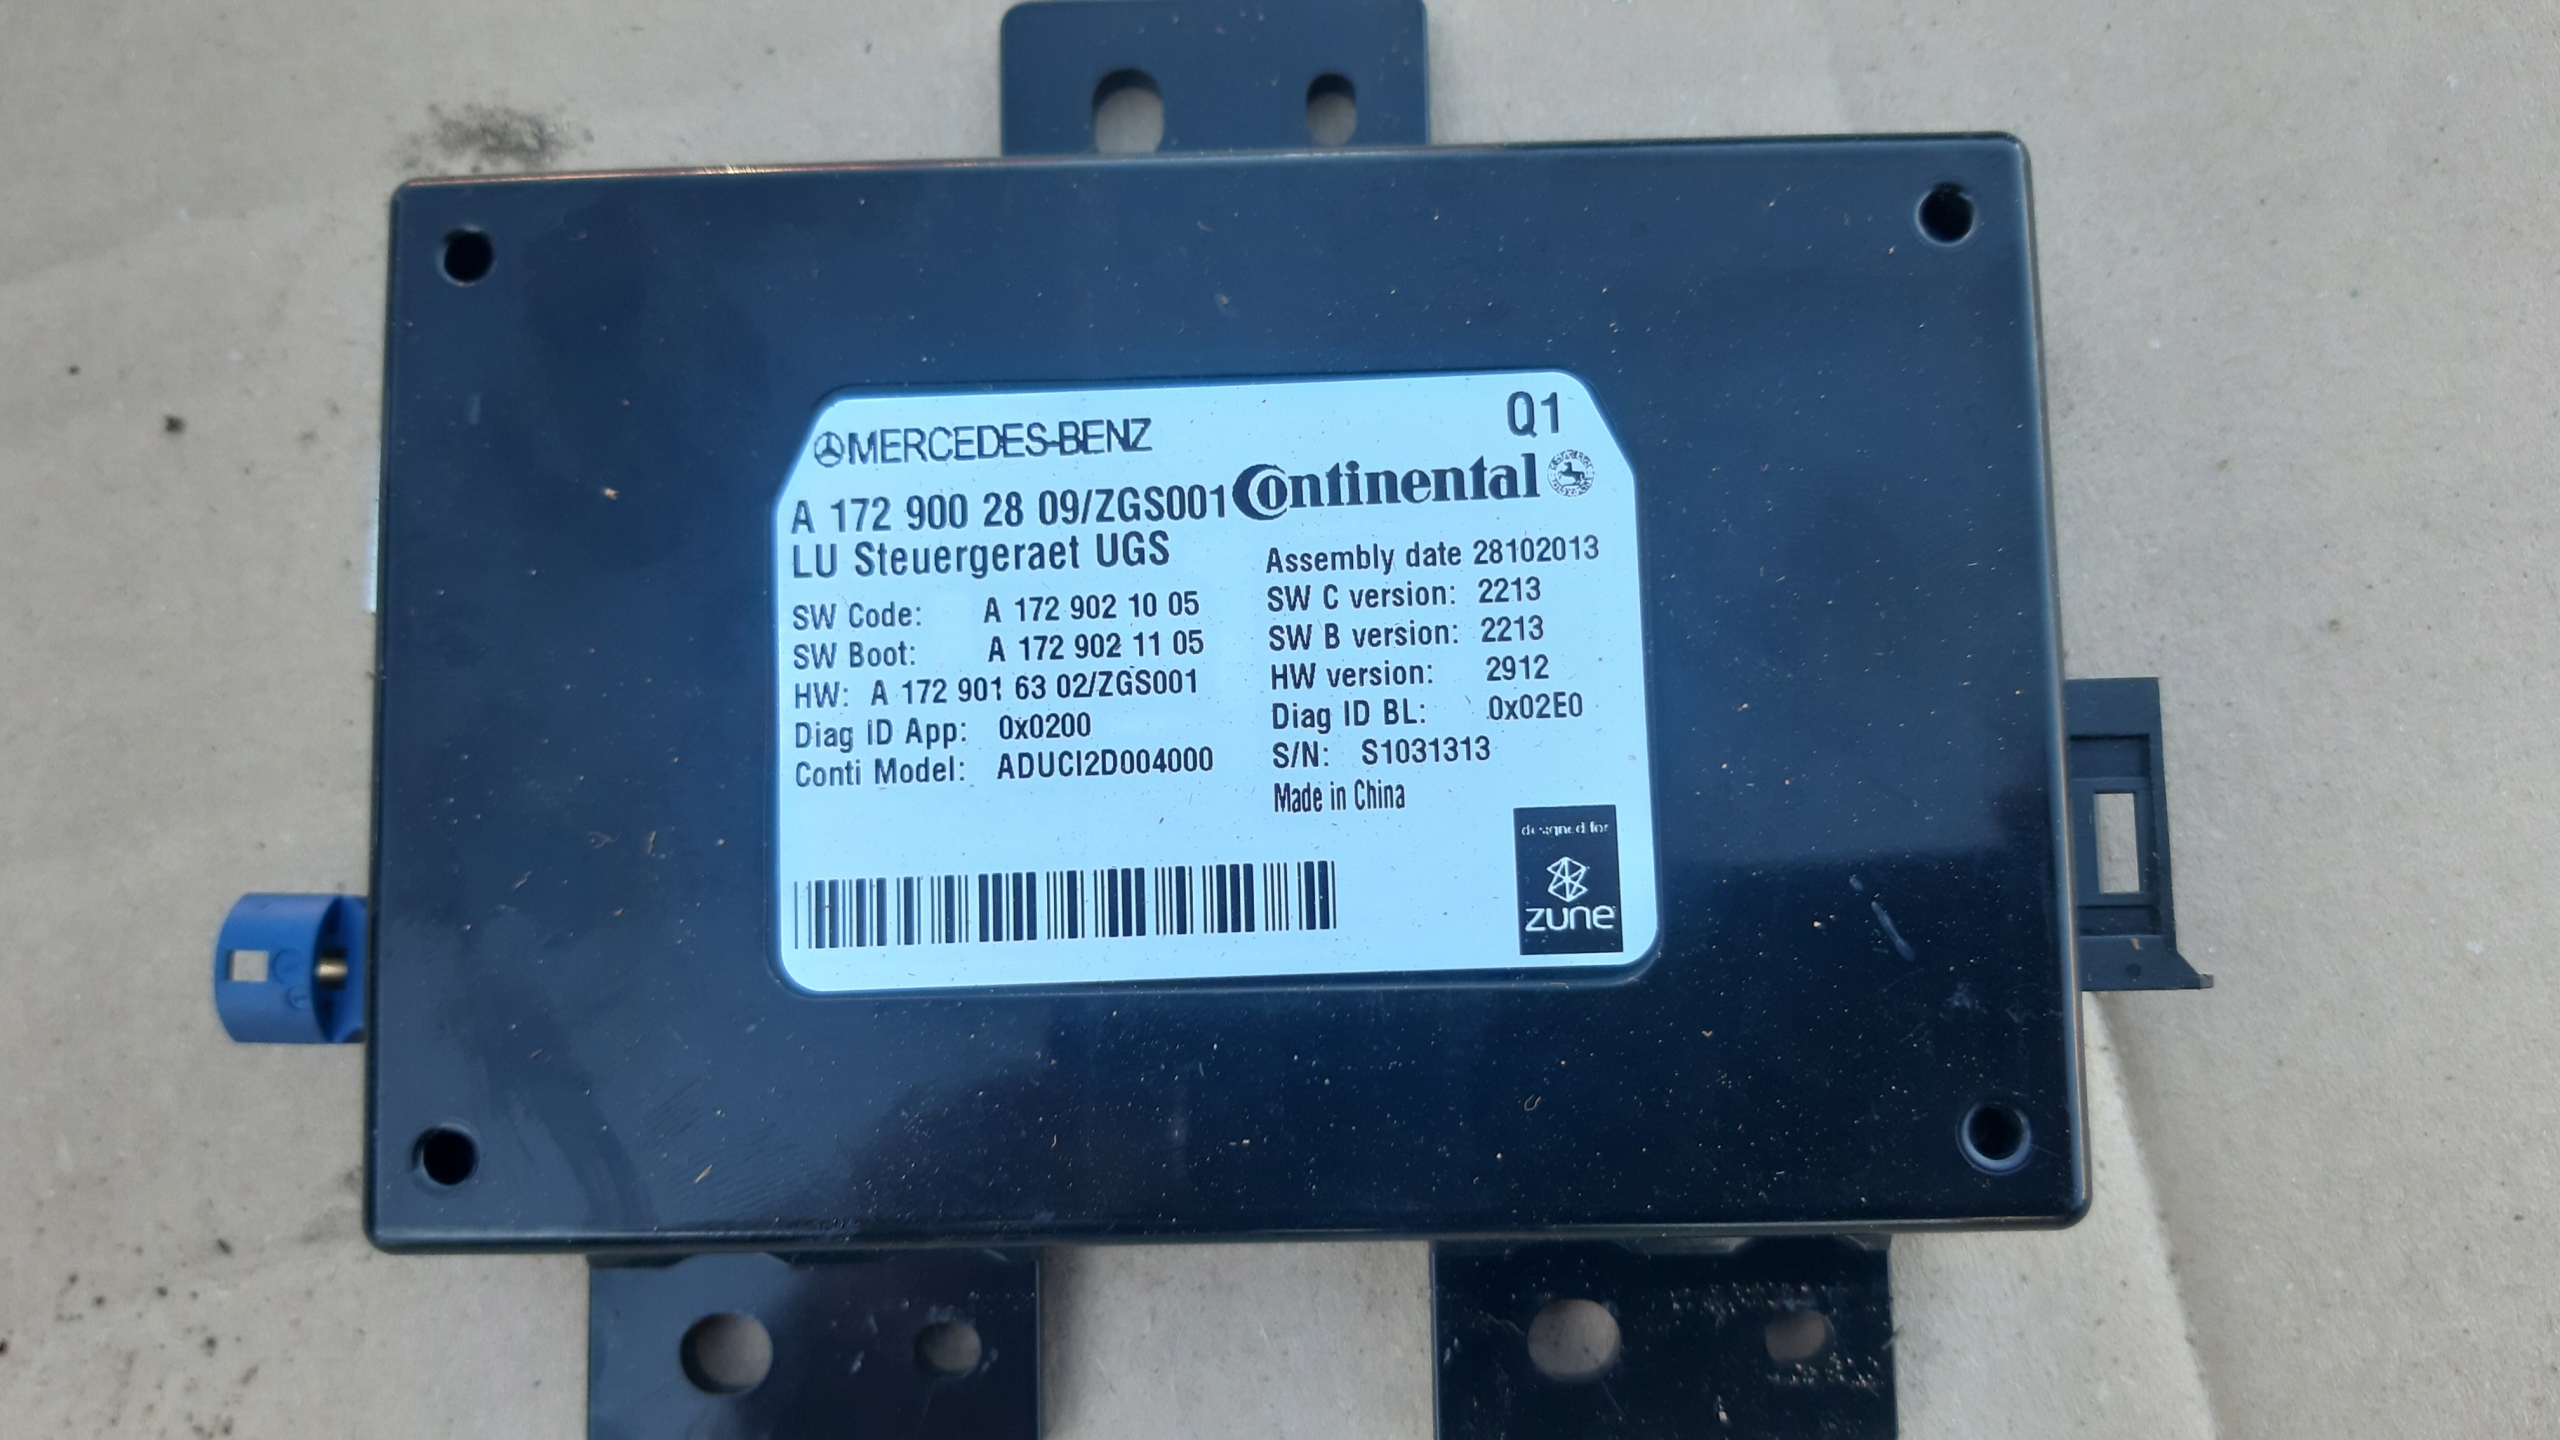 Q1
MERCEDES-BENZ
Continental
A 172 900 28 09/ZGS001
LU Steuergeraet UGS
Assembly date 28102013
SW Code: A 172 902 10 05
SW C version: 2213
SW Boot: A 172 902 11 05
SW B version: 2213
HW: A 172 901 63 02/ZGS001
HW version: 2912
Diag ID App: 0x0200
Diag ID BL: 0x02E0
Conti Model: ADUCI2D004000
S/N: S1031313
Made in China
designed for
zune